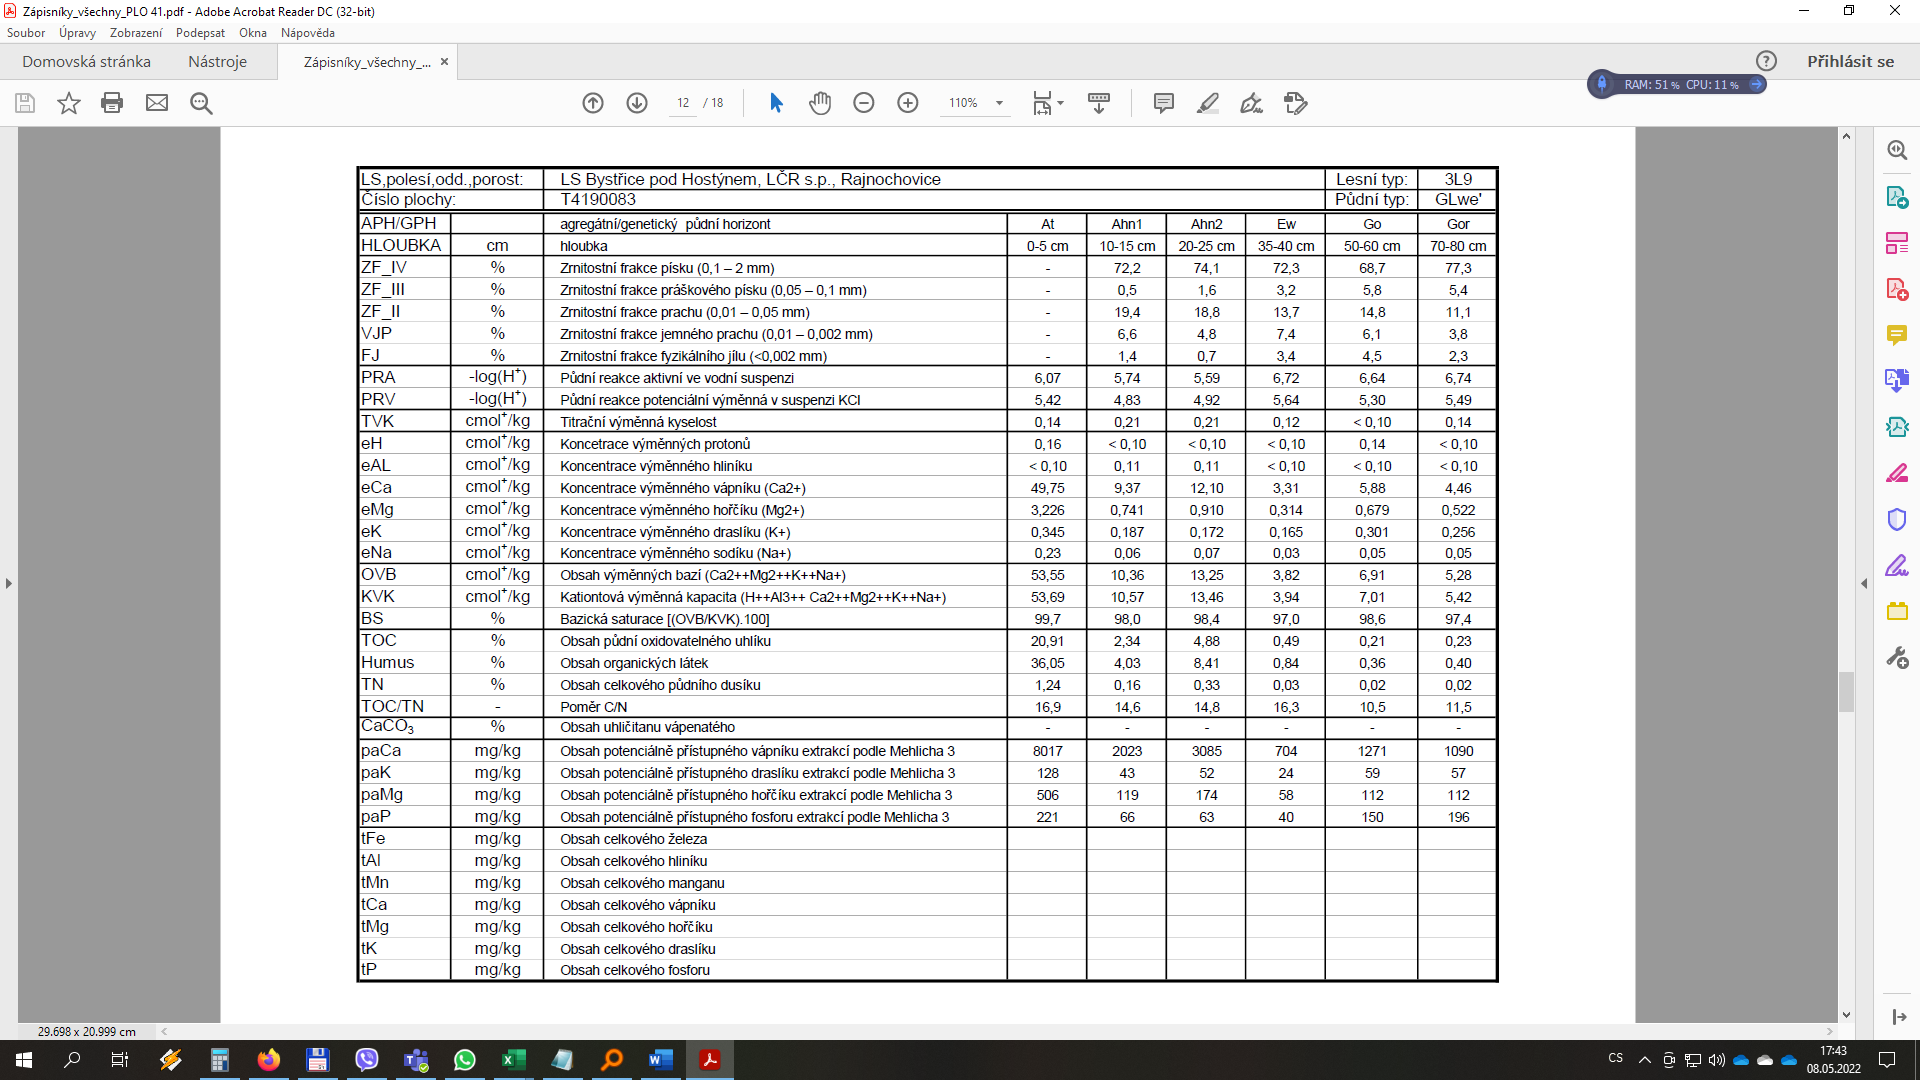 Zápisníky_všechny_PLO 41.pdf - Adobe Acrobat Reader DC (32-bit)
Soubor Úpravy Zobrazení Podepsat Okna Nápověda
Domovská stránka Nástroje Zápisníky_všechny_... × Přihlásit se
RAM: 51 % CPU: 11 %
12 / 18 110%
LS,polesí,odd.,porost: LS Bystřice pod Hostýnem, LČR s.p., Rajnochovice Lesní typ: 3L9
Číslo plochy: T4190083 Půdní typ: GLwe'
APH/GPH agregátní/genetický půdní horizont At Ahn1 Ahn2 Ew Go Gor
HLOUBKA cm hloubka 0-5 cm 10-15 cm 20-25 cm 35-40 cm 50-60 cm 70-80 cm
ZF_IV % Zrnitostní frakce písku (0,1 – 2 mm) - 72,2 74,1 72,3 68,7 77,3
ZF_III % Zrnitostní frakce práškového písku (0,05 – 0,1 mm) - 0,5 1,6 3,2 5,8 5,4
ZF_II % Zrnitostní frakce prachu (0,01 – 0,05 mm) - 19,4 18,8 13,7 14,8 11,1
VJP % Zrnitostní frakce jemného prachu (0,01 – 0,002 mm) - 6,6 4,8 7,4 6,1 3,8
FJ % Zrnitostní frakce fyzikálního jílu (<0,002 mm) - 1,4 0,7 3,4 4,5 2,3
PRA -log(H+) Půdní reakce aktivní ve vodní suspenzi 6,07 5,74 5,59 6,72 6,64 6,74
PRV -log(H+) Půdní reakce potenciální výměnná v suspenzi KCl 5,42 4,83 4,92 5,64 5,30 5,49
TVK cmol+/kg Titrační výměnná kyselost 0,14 0,21 0,21 0,12 < 0,10 0,14
eH cmol+/kg Koncetrace výměnných protonů 0,16 < 0,10 < 0,10 < 0,10 0,14 < 0,10
eAL cmol+/kg Koncentrace výměnného hliníku < 0,10 0,11 0,11 < 0,10 < 0,10 < 0,10
eCa cmol+/kg Koncentrace výměnného vápníku (Ca2+) 49,75 9,37 12,10 3,31 5,88 4,46
eMg cmol+/kg Koncentrace výměnného hořčíku (Mg2+) 3,226 0,741 0,910 0,314 0,679 0,522
eK cmol+/kg Koncentrace výměnného draslíku (K+) 0,345 0,187 0,172 0,165 0,301 0,256
eNa cmol+/kg Koncentrace výměnného sodíku (Na+) 0,23 0,06 0,07 0,03 0,05 0,05
OVB cmol+/kg Obsah výměnných bazí (Ca2++Mg2++K++Na+) 53,55 10,36 13,25 3,82 6,91 5,28
KVK cmol+/kg Kationtová výměnná kapacita (H++Al3++ Ca2++Mg2++K++Na+) 53,69 10,57 13,46 3,94 7,01 5,42
BS % Bazická saturace [(OVB/KVK).100] 99,7 98,0 98,4 97,0 98,6 97,4
TOC % Obsah půdní oxidovatelného uhlíku 20,91 2,34 4,88 0,49 0,21 0,23
Humus % Obsah organických látek 36,05 4,03 8,41 0,84 0,36 0,40
TN % Obsah celkového půdního dusíku 1,24 0,16 0,33 0,03 0,02 0,02
TOC/TN - Poměr C/N 16,9 14,6 14,8 16,3 10,5 11,5
CaCO3 % Obsah uhličitanu vápenatého - - - - - -
paCa mg/kg Obsah potenciálně přístupného vápníku extrakcí podle Mehlicha 3 8017 2023 3085 704 1271 1090
paK mg/kg Obsah potenciálně přístupného draslíku extrakcí podle Mehlicha 3 128 43 52 24 59 57
paMg mg/kg Obsah potenciálně přístupného hořčíku extrakcí podle Mehlicha 3 506 119 174 58 112 112
paP mg/kg Obsah potenciálně přístupného fosforu extrakcí podle Mehlicha 3 221 66 63 40 150 196
tFe mg/kg Obsah celkového železa
tAl mg/kg Obsah celkového hliníku
tMn mg/kg Obsah celkového manganu
tCa mg/kg Obsah celkového vápníku
tMg mg/kg Obsah celkového hořčíku
tK mg/kg Obsah celkového draslíku
tP mg/kg Obsah celkového fosforu
29.698 x 20.999 cm
CS 17:43
08.05.2022